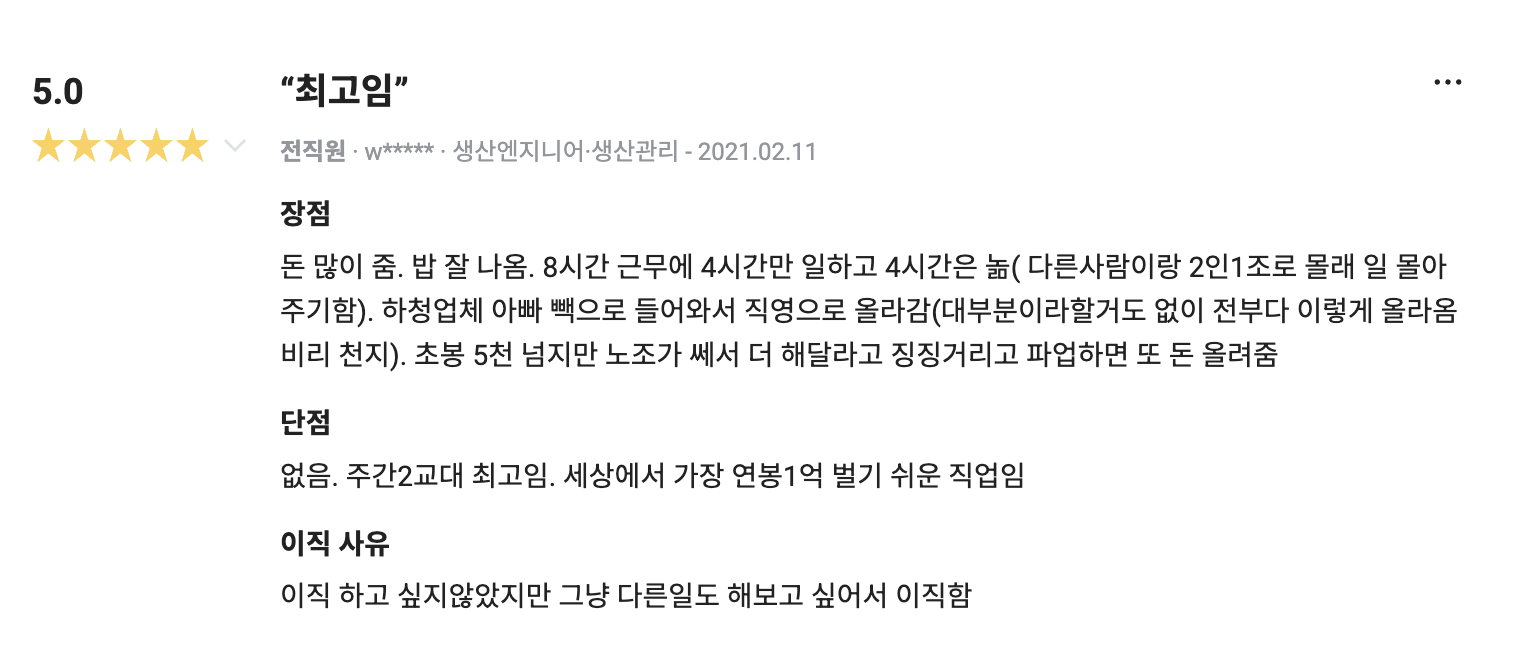 5.0
“최고임”
전직원 · w***** · 생산엔지니어·생산관리 - 2021.02.11
장점
돈 많이 줌. 밥 잘 나옴. 8시간 근무에 4시간만 일하고 4시간은 놂( 다른사람이랑 2인1조로 몰래 일 몰아
주기함). 하청업체 아빠 빽으로 들어와서 직영으로 올라감(대부분이라할거도 없이 전부다 이렇게 올라옴
비리 천지). 초봉 5천 넘지만 노조가 쎄서 더 해달라고 징징거리고 파업하면 또 돈 올려줌
단점
없음. 주간2교대 최고임. 세상에서 가장 연봉1억 벌기 쉬운 직업임
이직 사유
이직 하고 싶지않았지만 그냥 다른일도 해보고 싶어서 이직함